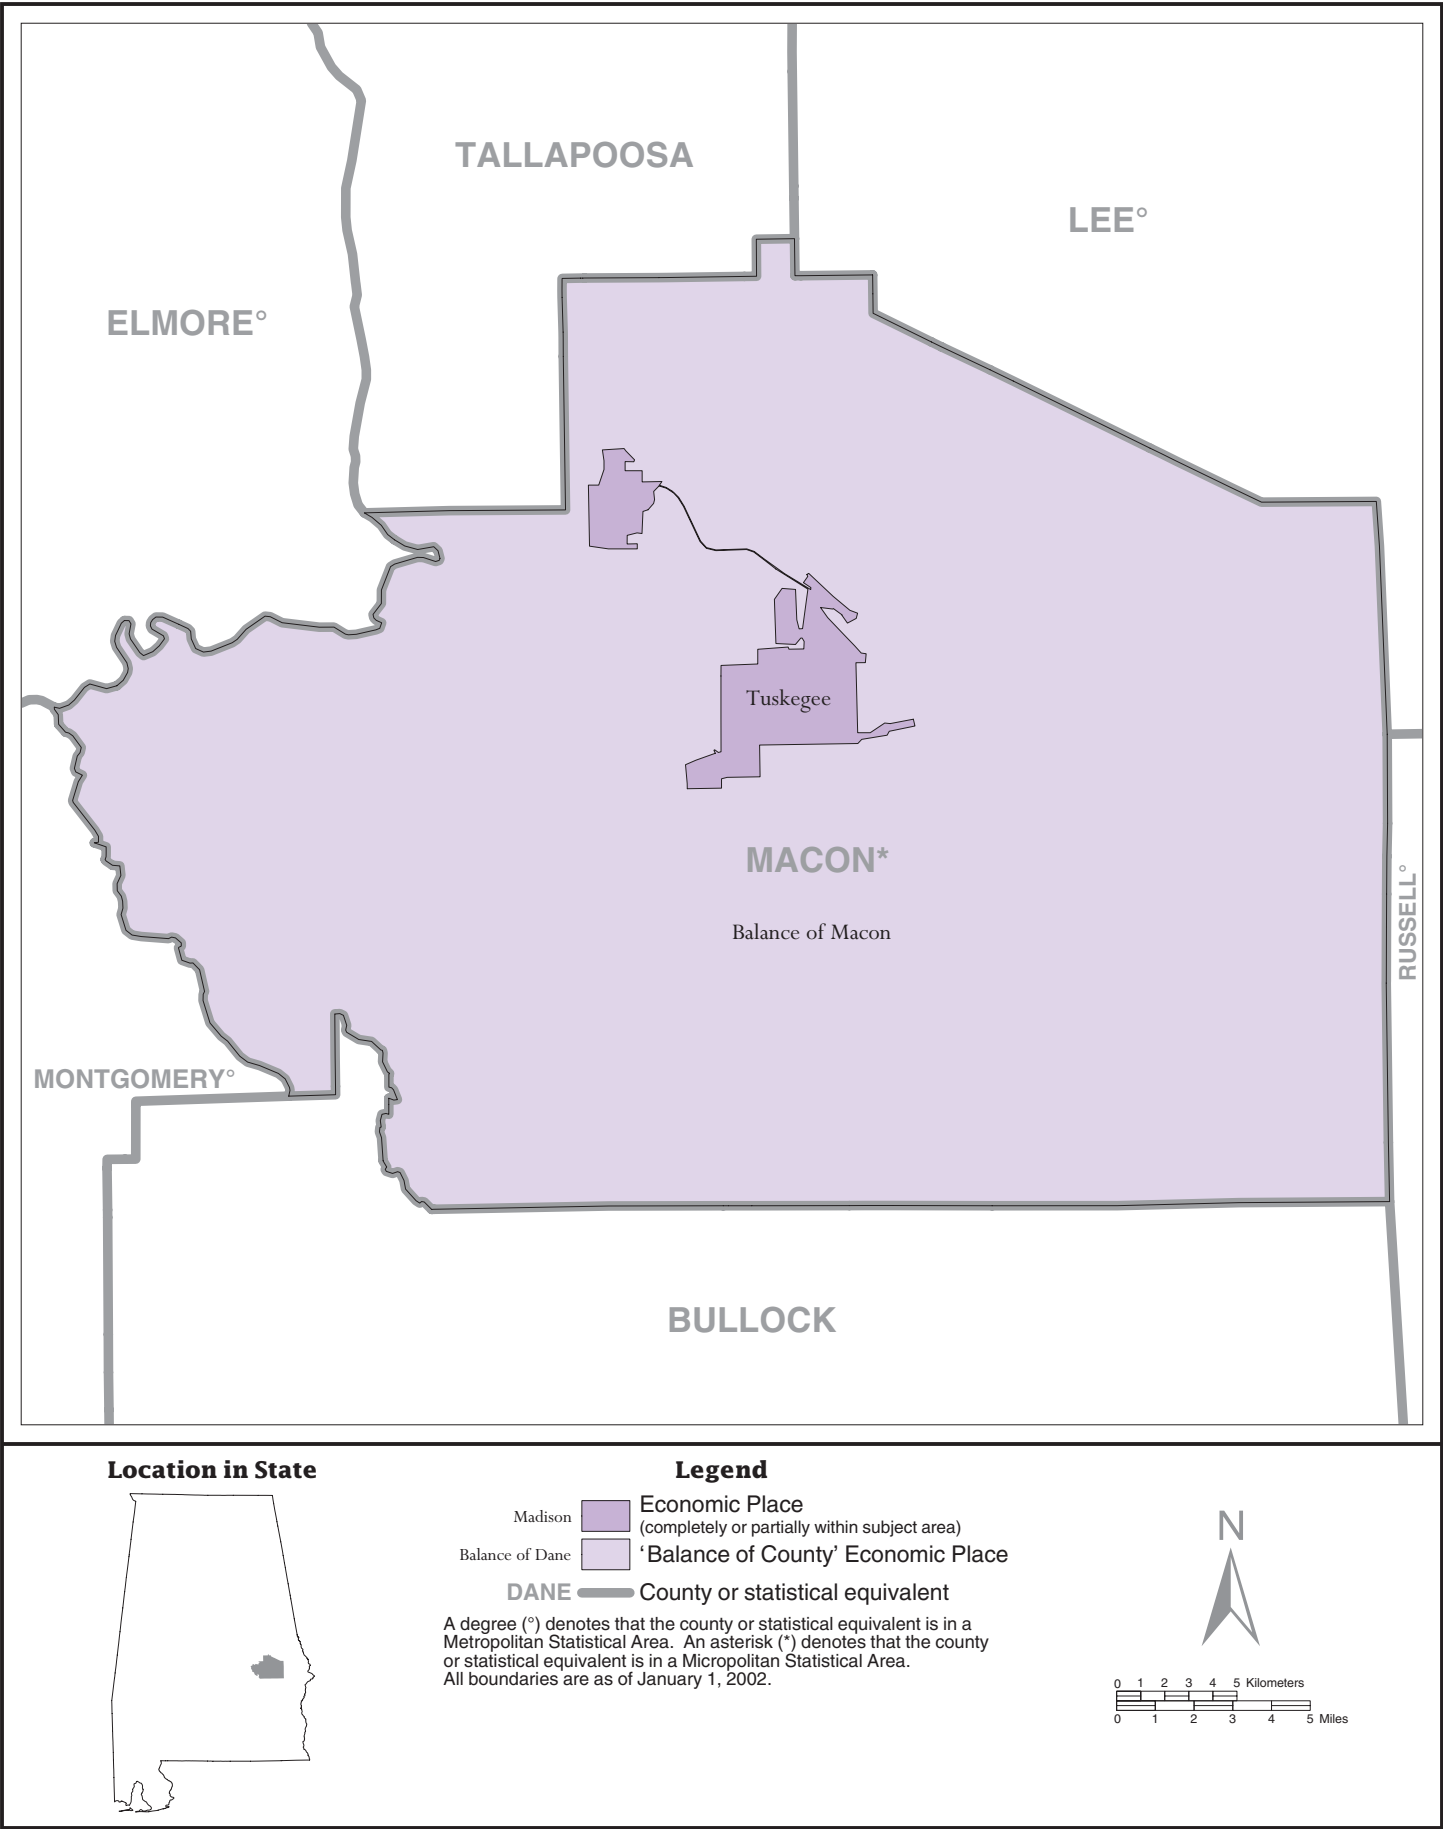 TALLAPOOSA
LEE°
ELMORE°
Tuskegee
MACON*
Balance of Macon
RUSSELL°
MONTGOMERY°
BULLOCK
Location in State
Legend
Madison
Economic Place
(completely or partially within subject area)
Balance of Dane
‘Balance of County’ Economic Place
DANE
County or statistical equivalent
A degree (°) denotes that the county or statistical equivalent is in a
Metropolitan Statistical Area. An asterisk (*) denotes that the county
or statistical equivalent is in a Micropolitan Statistical Area.
All boundaries are as of January 1, 2002.
N
0 1 2 3 4 5 Kilometers
0 1 2 3 4 5 Miles